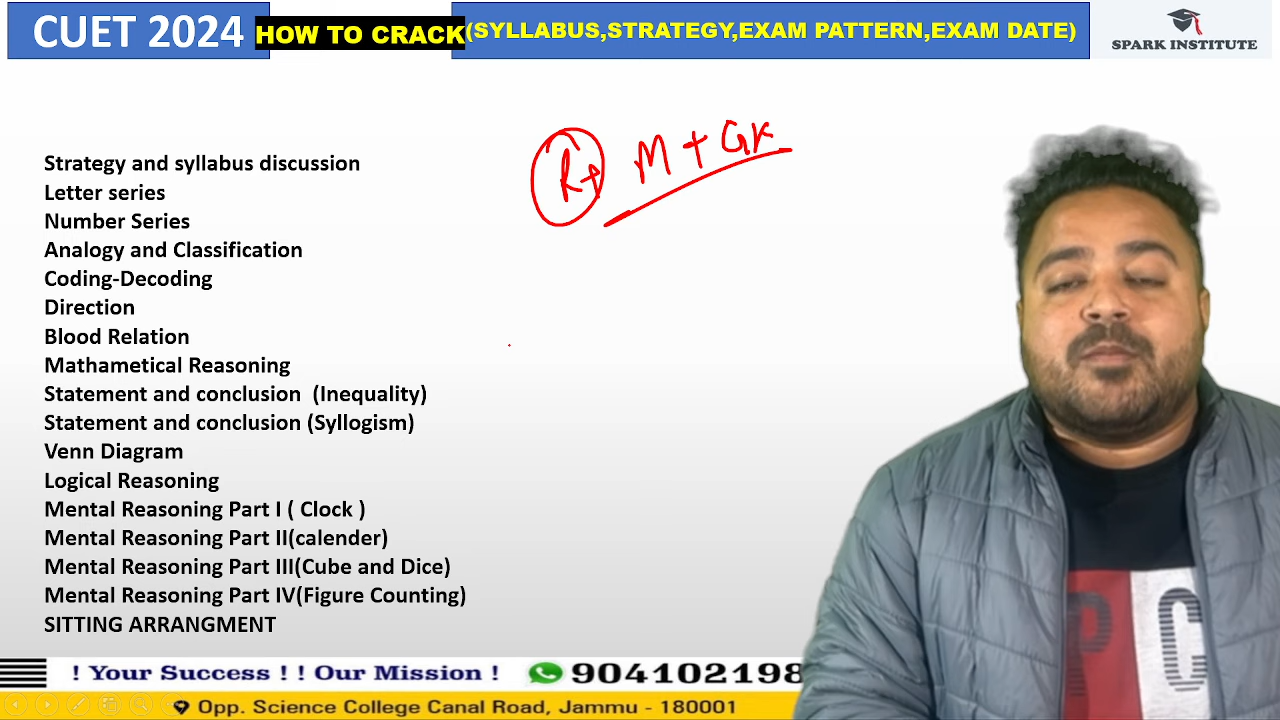 CUET 2024 HOW TO CRACK (SYLLABUS,STRATEGY,EXAM PATTERN,EXAM DATE)
SPARK INSTITUTE
R+ M + GK
Strategy and syllabus discussion
Letter series
Number Series
Analogy and Classification
Coding-Decoding
Direction
Blood Relation
Mathametical Reasoning
Statement and conclusion (Inequality)
Statement and conclusion (Syllogism)
Venn Diagram
Logical Reasoning
Mental Reasoning Part I ( Clock )
Mental Reasoning Part II(calender)
Mental Reasoning Part III(Cube and Dice)
Mental Reasoning Part IV(Figure Counting)
SITTING ARRANGMENT
PC
! Your Success ! ! Our Mission ! 904102198
Opp. Science College Canal Road, Jammu - 180001